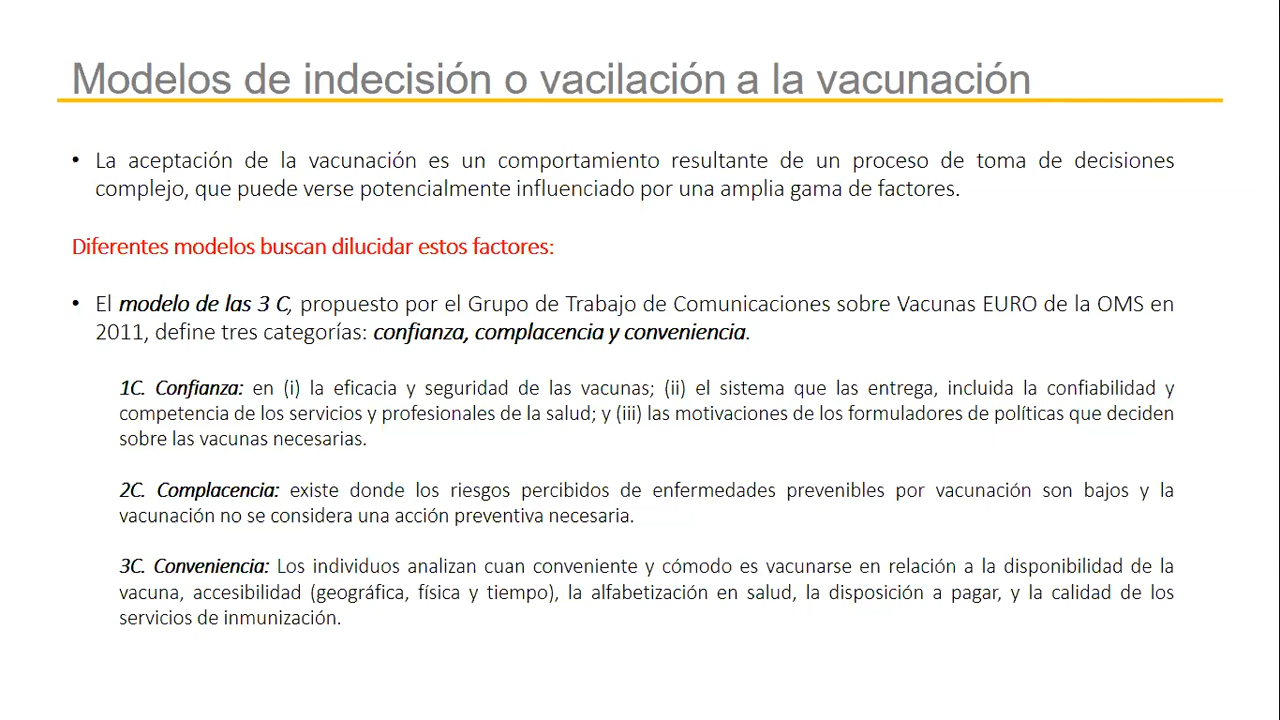 Modelos de indecisión o vacilación a la vacunación
• La aceptación de la vacunación es un comportamiento resultante de un proceso de toma de decisiones
complejo, que puede verse potencialmente influenciado por una amplia gama de factores.
Diferentes modelos buscan dilucidar estos factores:
• El modelo de las 3 C, propuesto por el Grupo de Trabajo de Comunicaciones sobre Vacunas EURO de la OMS en
2011, define tres categorías: confianza, complacencia y conveniencia.
1C. Confianza: en (i) la eficacia y seguridad de las vacunas; (ii) el sistema que las entrega, incluida la confiabilidad y
competencia de los servicios y profesionales de la salud; y (iii) las motivaciones de los formuladores de políticas que deciden
sobre las vacunas necesarias.
2C. Complacencia: existe donde los riesgos percibidos de enfermedades prevenibles por vacunación son bajos y la
vacunación no se considera una acción preventiva necesaria.
3C. Conveniencia: Los individuos analizan cuan conveniente y cómodo es vacunarse en relación a la disponibilidad de la
vacuna, accesibilidad (geográfica, física y tiempo), la alfabetización en salud, la disposición a pagar, y la calidad de los
servicios de inmunización.